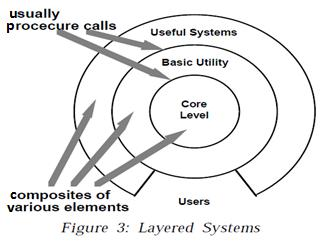 usually
procecure calls
Useful Systems
Basic Utility
Core
Level
composites of
various elements
Users
Figure 3: Layered Systems